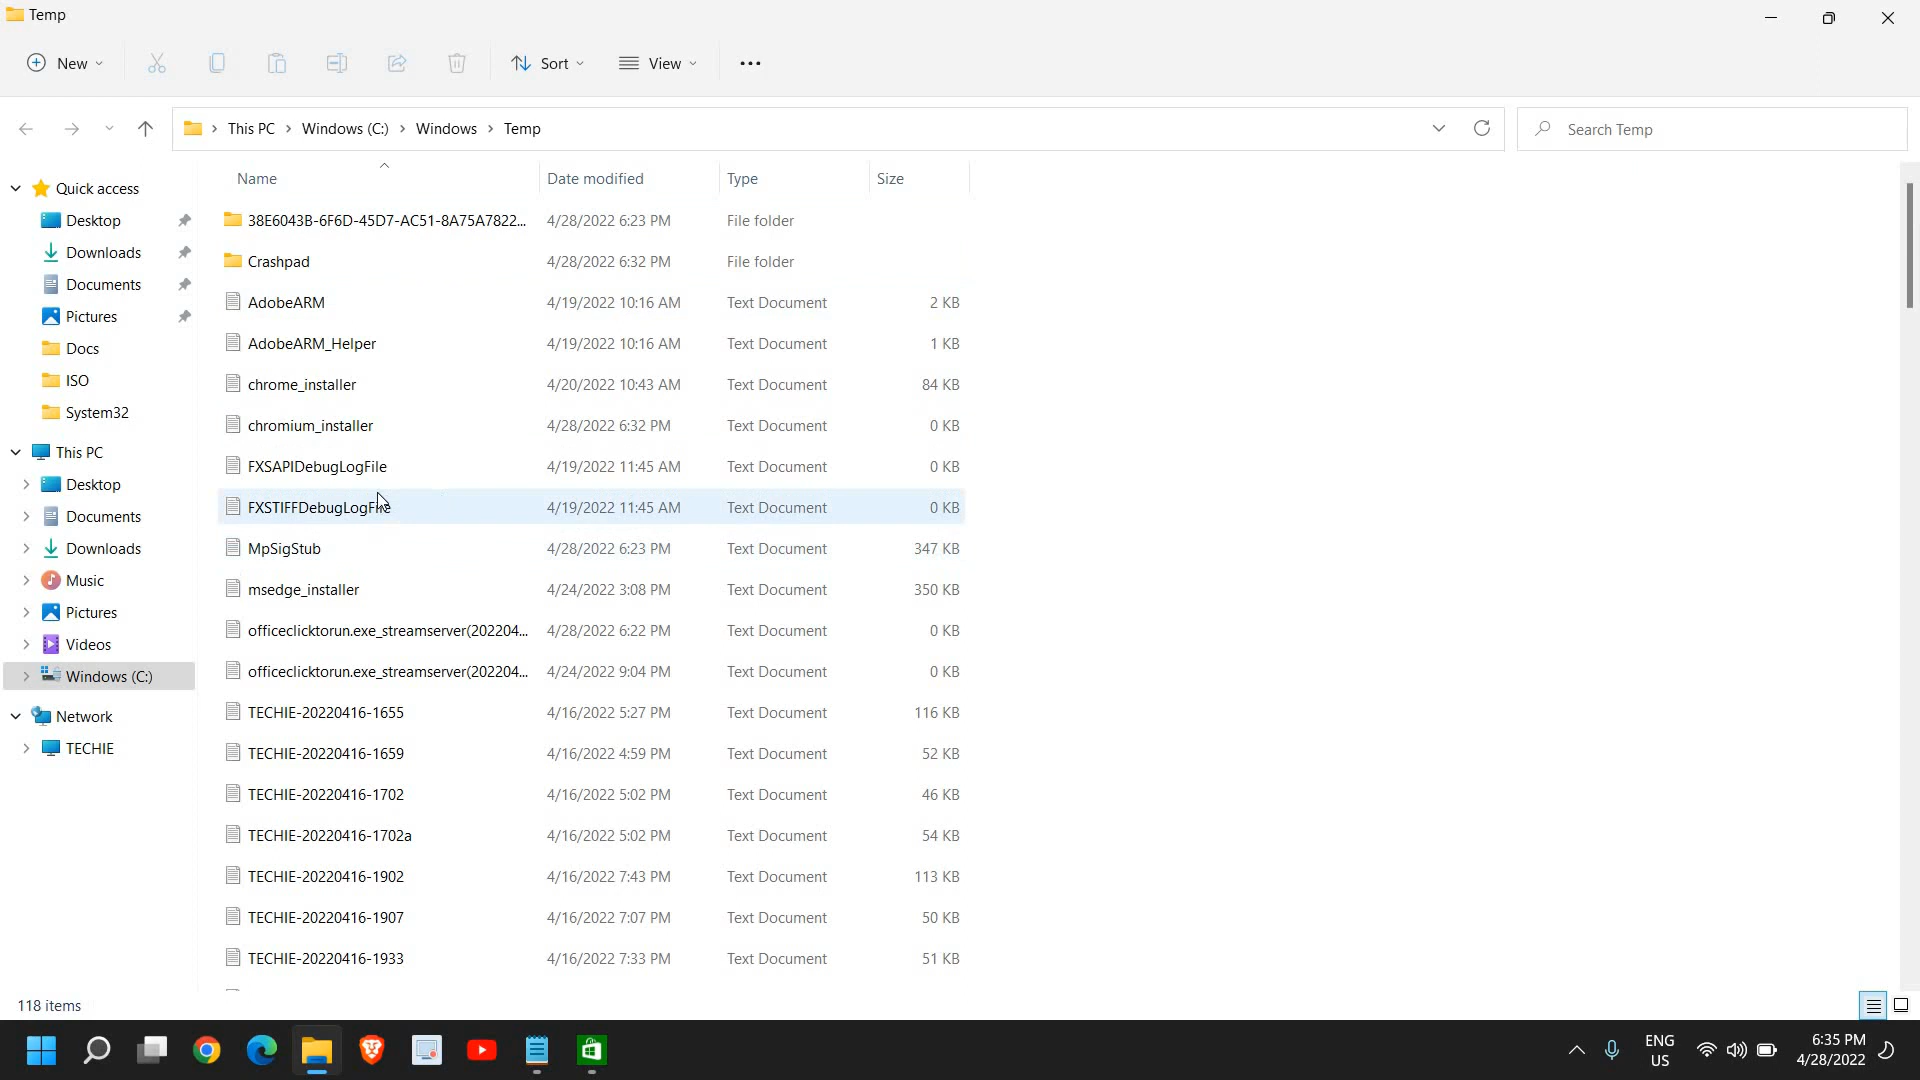 Temp
New
Sort
View
This PC > Windows (C:) > Windows > Temp
Search Temp
Name Date modified Type Size
Quick access
Desktop
Downloads
Documents
Pictures
Docs
ISO
System32
This PC
Desktop
Documents
Downloads
Music
Pictures
Videos
Windows (C:)
Network
TECHIE
38E6043B-6F6D-45D7-AC51-8A75A7822... 4/28/2022 6:23 PM File folder
Crashpad 4/28/2022 6:32 PM File folder
AdobeARM 4/19/2022 10:16 AM Text Document 2 KB
AdobeARM_Helper 4/19/2022 10:16 AM Text Document 1 KB
chrome_installer 4/20/2022 10:43 AM Text Document 84 KB
chromium_installer 4/28/2022 6:32 PM Text Document 0 KB
FXSAPIDebugLogFile 4/19/2022 11:45 AM Text Document 0 KB
FXSTIFFDebugLogFile 4/19/2022 11:45 AM Text Document 0 KB
MpSigStub 4/28/2022 6:23 PM Text Document 347 KB
msedge_installer 4/24/2022 3:08 PM Text Document 350 KB
officeclicktorun.exe_streamserver(202204... 4/28/2022 6:22 PM Text Document 0 KB
officeclicktorun.exe_streamserver(202204... 4/24/2022 9:04 PM Text Document 0 KB
TECHIE-20220416-1655 4/16/2022 5:27 PM Text Document 116 KB
TECHIE-20220416-1659 4/16/2022 4:59 PM Text Document 52 KB
TECHIE-20220416-1702 4/16/2022 5:02 PM Text Document 46 KB
TECHIE-20220416-1702a 4/16/2022 5:02 PM Text Document 54 KB
TECHIE-20220416-1902 4/16/2022 7:43 PM Text Document 113 KB
TECHIE-20220416-1907 4/16/2022 7:07 PM Text Document 50 KB
TECHIE-20220416-1933 4/16/2022 7:33 PM Text Document 51 KB
118 items
ENG
US
6:35 PM
4/28/2022